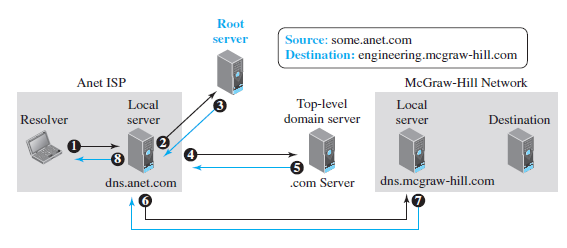 Root
server
Source: some.anet.com
Destination: engineering.mcgraw-hill.com
Anet ISP
McGraw-Hill Network
Resolver
Local
server
Top-level
domain server
Local
server
Destination
1
2
3
4
5
8
dns.anet.com
.com Server
dns.mcgraw-hill.com
6
7